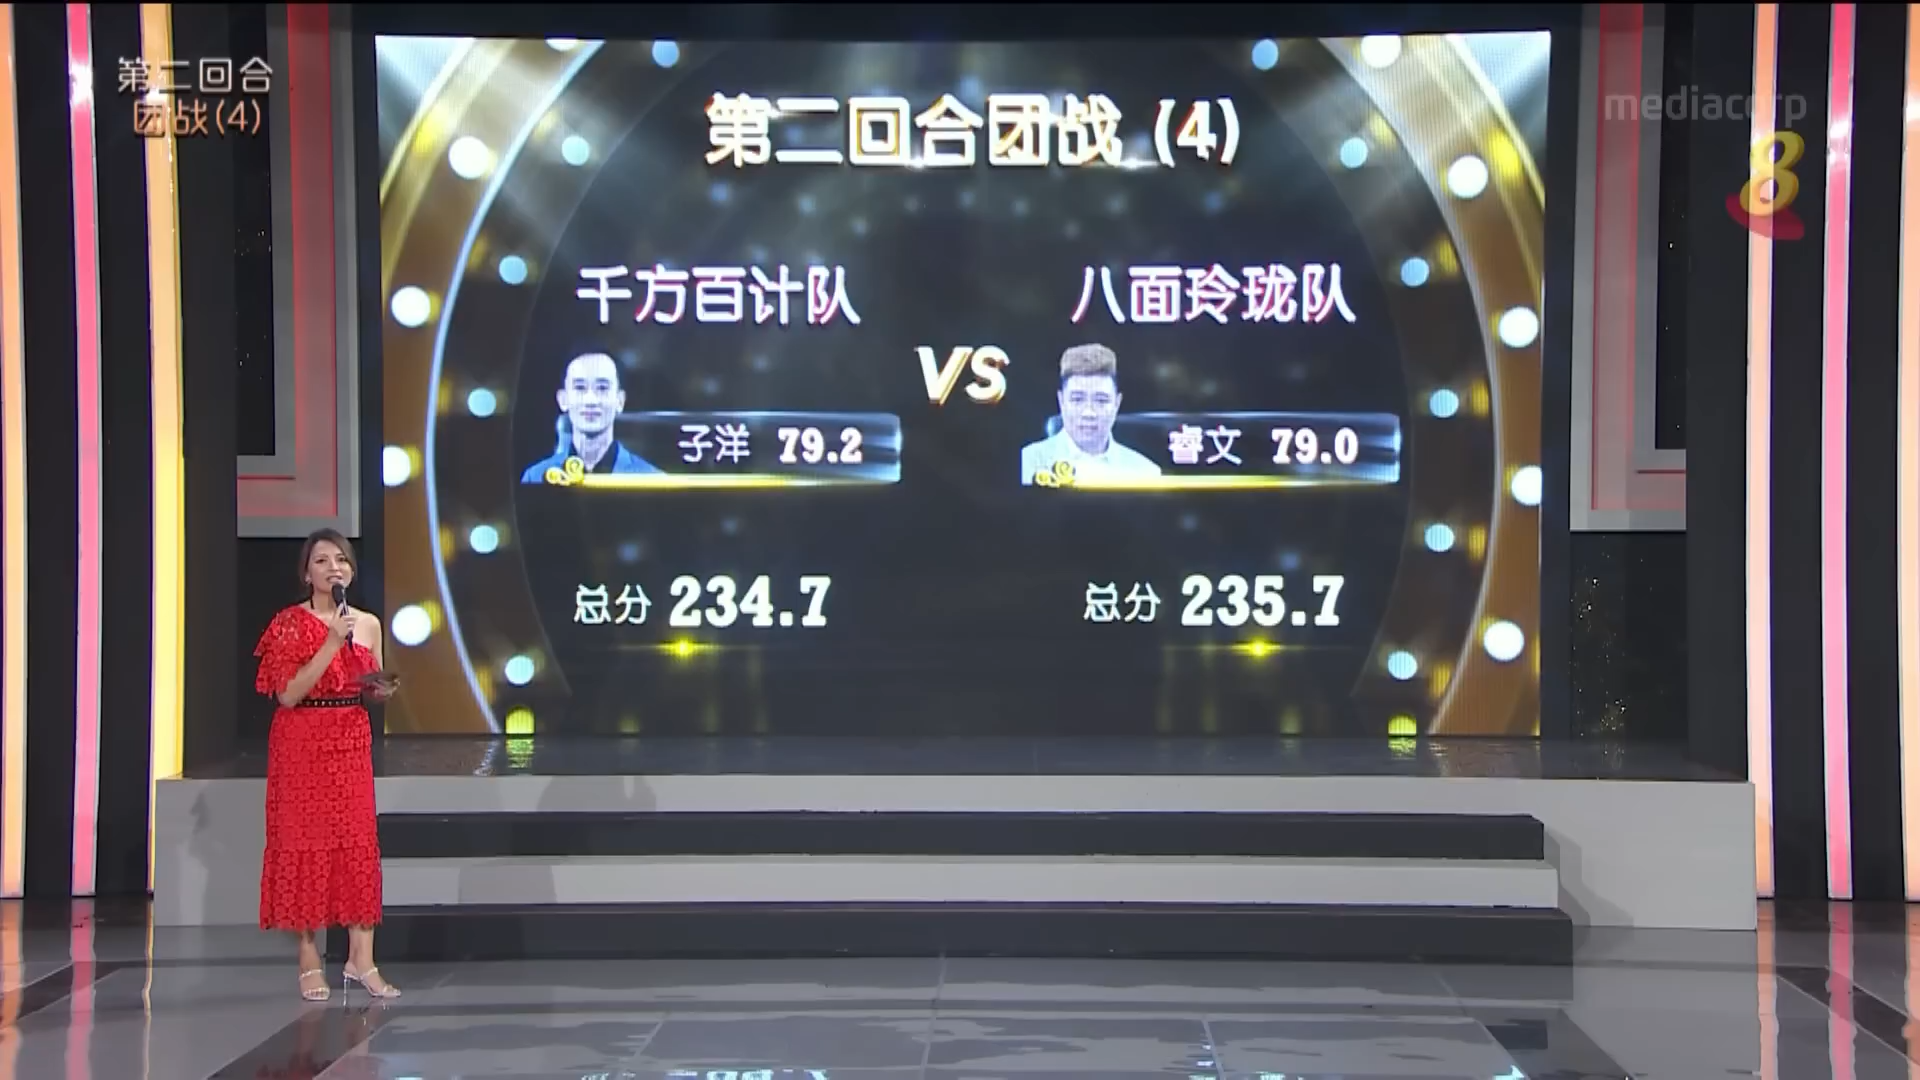 第二回合
团战(4)
mediacorp
8
第二回合团战 (4)
千方百计队
八面玲珑队
VS
子洋 79.2
睿文 79.0
总分 234.7
总分 235.7